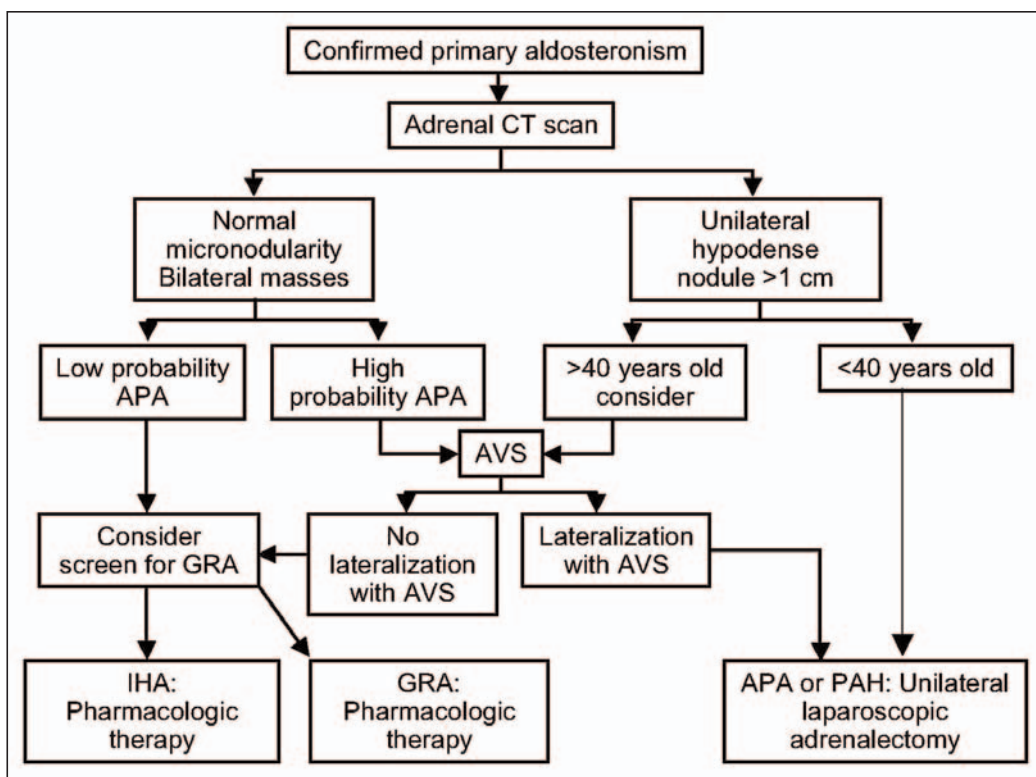 Confirmed primary aldosteronism
Adrenal CT scan
Normal
micronodularity
Bilateral masses
Unilateral
hypodense
nodule >1 cm
Low probability
APA
High
probability APA
>40 years old
consider
<40 years old
AVS
Consider
screen for GRA
No
lateralization
with AVS
Lateralization
with AVS
IHA:
Pharmacologic
therapy
GRA:
Pharmacologic
therapy
APA or PAH: Unilateral
laparoscopic
adrenalectomy